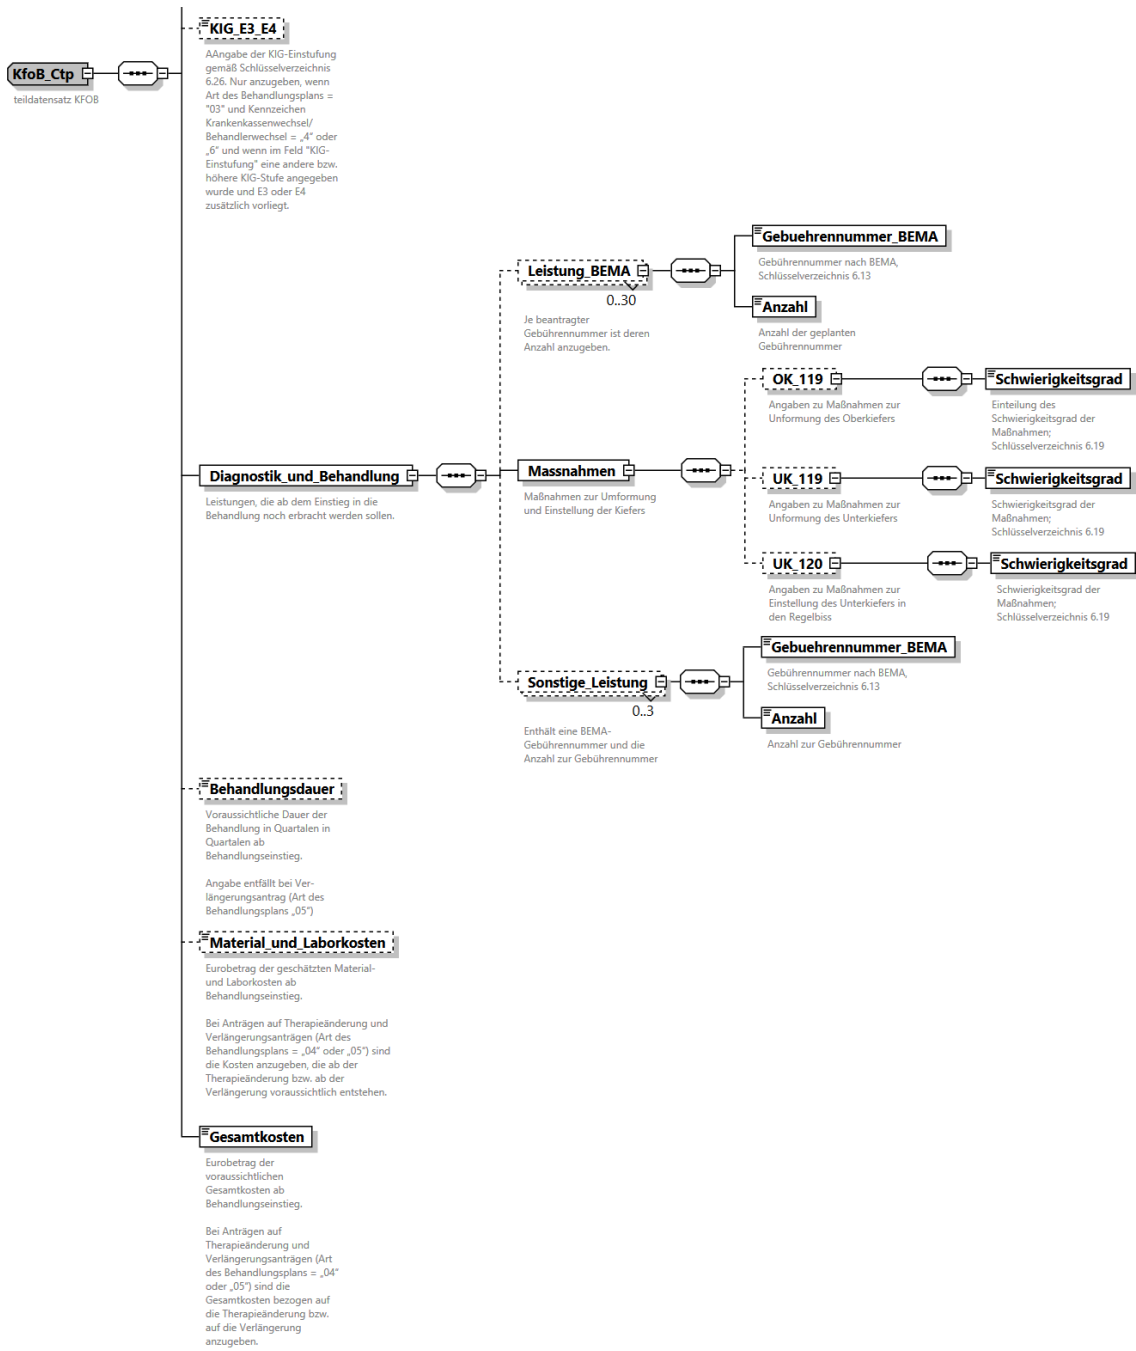 KIG_E3_E4
AAngabe der KIG-Einstufung
gemäß Schlüsselverzeichnis
6.26. Nur anzugeben, wenn
Art des Behandlungsplans =
"03" und Kennzeichen
Krankenkassenwechsel/
Behandlerwechsel = „4“ oder
„6“ und wenn im Feld "KIG-
Einstufung" eine andere bzw.
höhere KIG-Stufe angegeben
wurde und E3 oder E4
zusätzlich vorliegt.
KfoB_Ctp
teildatensatz KFOB
Diagnostik_und_Behandlung
Leistungen, die ab dem Einstieg in die
Behandlung noch erbracht werden sollen.
Leistung_BEMA
0..30
Je beantragter
Gebührennummer ist deren
Anzahl anzugeben.
Gebuehrennummer_BEMA
Gebührennummer nach BEMA,
Schlüsselverzeichnis 6.13
Anzahl
Anzahl der geplanten
Gebührennummer
Massnahmen
Maßnahmen zur Umformung
und Einstellung der Kiefers
OK_119
Angaben zu Maßnahmen zur
Unformung des Oberkiefers
Schwierigkeitsgrad
Einteilung des
Schwierigkeitsgrad der
Maßnahmen;
Schlüsselverzeichnis 6.19
UK_119
Angaben zu Maßnahmen zur
Unformung des Unterkiefers
Schwierigkeitsgrad
Schwierigkeitsgrad der
Maßnahmen;
Schlüsselverzeichnis 6.19
UK_120
Angaben zu Maßnahmen zur
Einstellung des Unterkiefers in
den Regelbiss
Schwierigkeitsgrad
Schwierigkeitsgrad der
Maßnahmen;
Schlüsselverzeichnis 6.19
Sonstige_Leistung
0..3
Enthält eine BEMA-
Gebührennummer und die
Anzahl zur Gebührennummer
Gebuehrennummer_BEMA
Gebührennummer nach BEMA,
Schlüsselverzeichnis 6.13
Anzahl
Anzahl zur Gebührennummer
Behandlungsdauer
Voraussichtliche Dauer der
Behandlung in Quartalen in
Quartalen ab
Behandlungseinstieg.
Angabe entfällt bei Ver-
längerungsantrag (Art des
Behandlungsplans „05“)
Material_und_Laborkosten
Eurobetrag der geschätzten Material-
und Laborkosten ab
Behandlungseinstieg.
Bei Anträgen auf Therapieänderung und
Verlängerungsanträgen (Art des
Behandlungsplans = „04“ oder „05“) sind
die Kosten anzugeben, die ab der
Therapieänderung bzw. ab der
Verlängerung voraussichtlich entstehen.
Gesamtkosten
Eurobetrag der
voraussichtlichen
Gesamtkosten ab
Behandlungseinstieg.
Bei Anträgen auf
Therapieänderung und
Verlängerungsanträgen (Art
des Behandlungsplans = „04“
oder „05“) sind die
Gesamtkosten bezogen auf
die Therapieänderung bzw.
auf die Verlängerung
anzugeben.